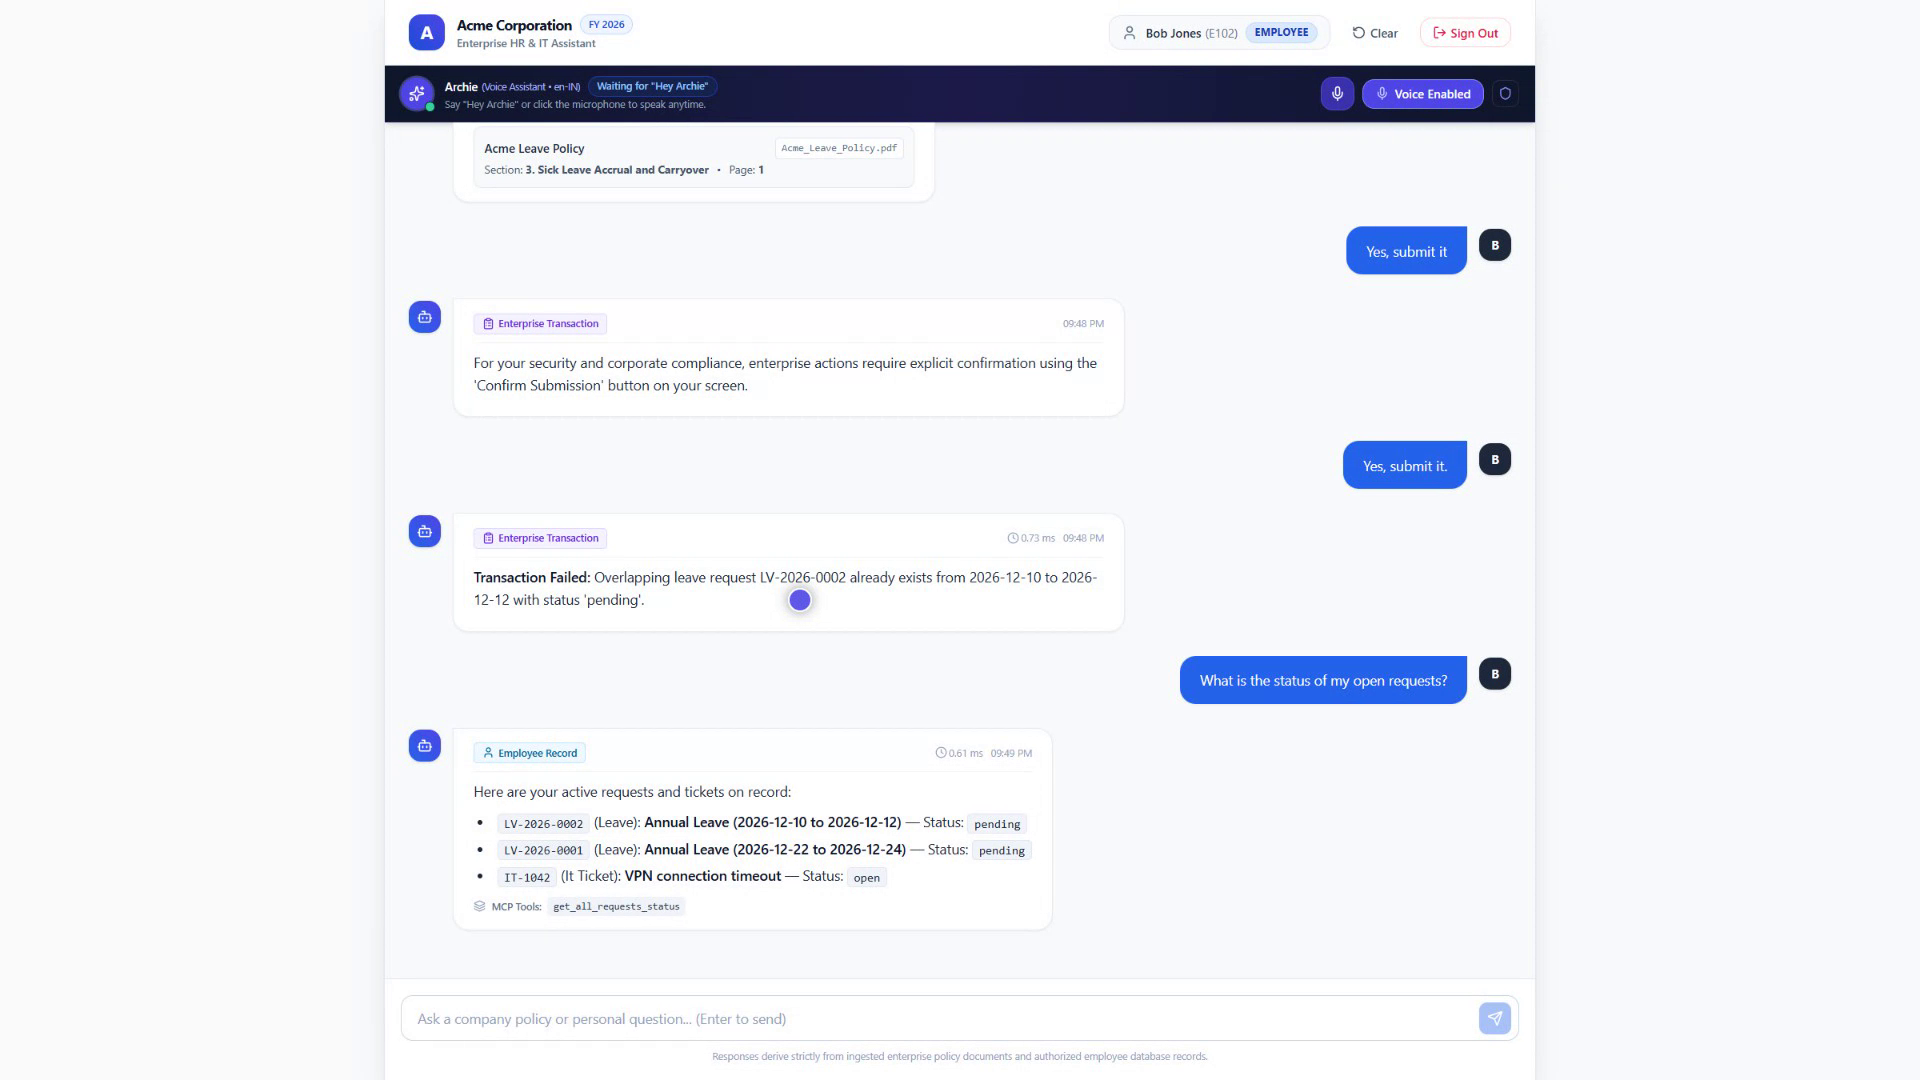 A
Acme Corporation FY 2026
Enterprise HR & IT Assistant
Bob Jones (E102) EMPLOYEE
Clear
Sign Out
Archie (Voice Assistant • en-IN) Waiting for "Hey Archie"
Say "Hey Archie" or click the microphone to speak anytime.
Voice Enabled
Acme Leave Policy Acme_Leave_Policy.pdf
Section: 3. Sick Leave Accrual and Carryover • Page: 1
Yes, submit it
B
Enterprise Transaction 09:48 PM
For your security and corporate compliance, enterprise actions require explicit confirmation using the
'Confirm Submission' button on your screen.
Yes, submit it.
B
Enterprise Transaction 0.73 ms 09:48 PM
Transaction Failed: Overlapping leave request LV-2026-0002 already exists from 2026-12-10 to 2026-
12-12 with status 'pending'.
What is the status of my open requests?
B
Employee Record 0.61 ms 09:49 PM
Here are your active requests and tickets on record:
• LV-2026-0002 (Leave): Annual Leave (2026-12-10 to 2026-12-12) — Status: pending
• LV-2026-0001 (Leave): Annual Leave (2026-12-22 to 2026-12-24) — Status: pending
• IT-1042 (It Ticket): VPN connection timeout — Status: open
MCP Tools: get_all_requests_status
Ask a company policy or personal question... (Enter to send)
Responses derive strictly from ingested enterprise policy documents and authorized employee database records.